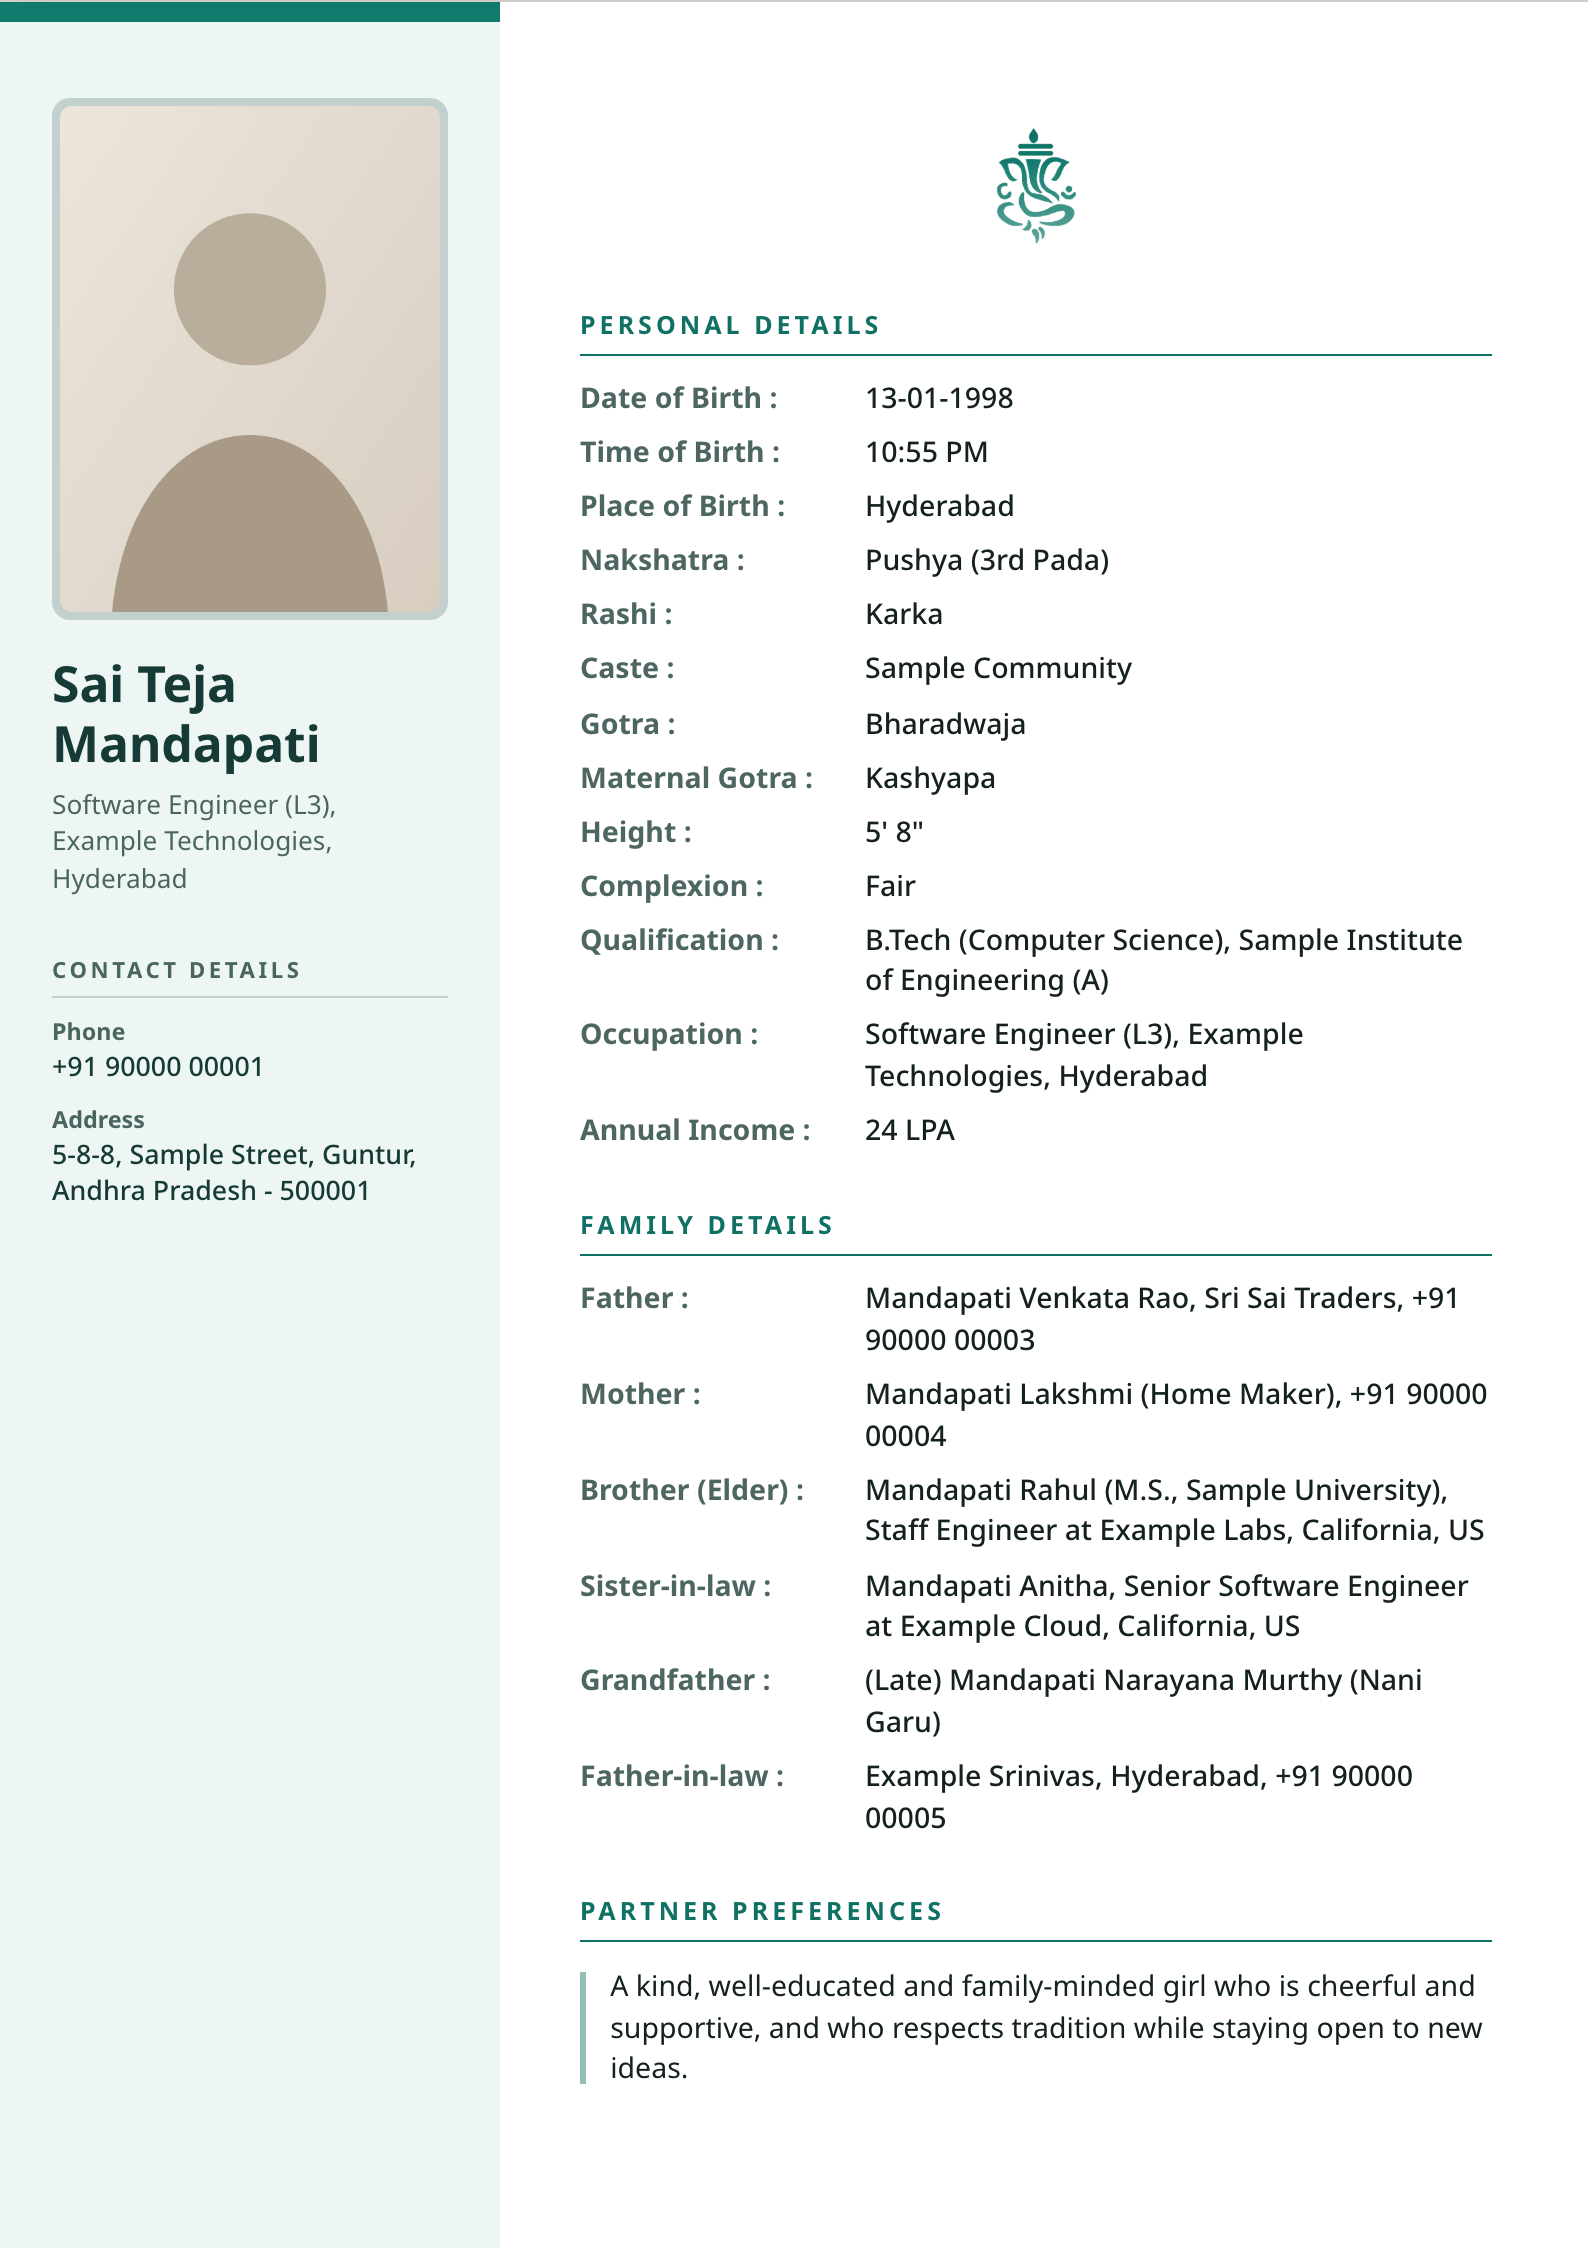 Sai Teja
Mandapati
Software Engineer (L3),
Example Technologies,
Hyderabad
CONTACT DETAILS
Phone
+91 90000 00001
Address
5-8-8, Sample Street, Guntur,
Andhra Pradesh - 500001
PERSONAL DETAILS
Date of Birth : 13-01-1998
Time of Birth : 10:55 PM
Place of Birth : Hyderabad
Nakshatra : Pushya (3rd Pada)
Rashi : Karka
Caste : Sample Community
Gotra : Bharadwaja
Maternal Gotra : Kashyapa
Height : 5' 8"
Complexion : Fair
Qualification : B.Tech (Computer Science), Sample Institute
of Engineering (A)
Occupation : Software Engineer (L3), Example
Technologies, Hyderabad
Annual Income : 24 LPA
FAMILY DETAILS
Father : Mandapati Venkata Rao, Sri Sai Traders, +91
90000 00003
Mother : Mandapati Lakshmi (Home Maker), +91 90000
00004
Brother (Elder) : Mandapati Rahul (M.S., Sample University),
Staff Engineer at Example Labs, California, US
Sister-in-law : Mandapati Anitha, Senior Software Engineer
at Example Cloud, California, US
Grandfather : (Late) Mandapati Narayana Murthy (Nani
Garu)
Father-in-law : Example Srinivas, Hyderabad, +91 90000
00005
PARTNER PREFERENCES
A kind, well-educated and family-minded girl who is cheerful and
supportive, and who respects tradition while staying open to new
ideas.